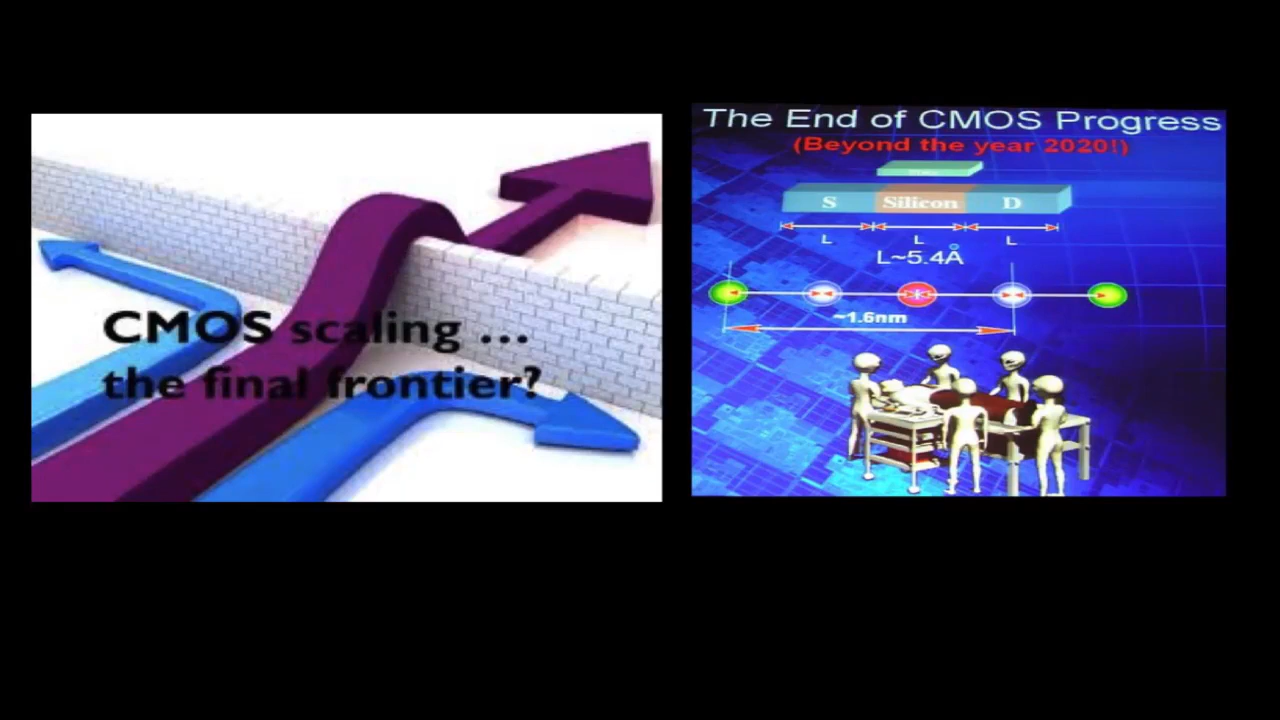 CMOS scaling ...
the final frontier?
The End of CMOS Progress
(Beyond the year 2020!)
S Silicon D
L L L
L~5.4Å
~1.6nm